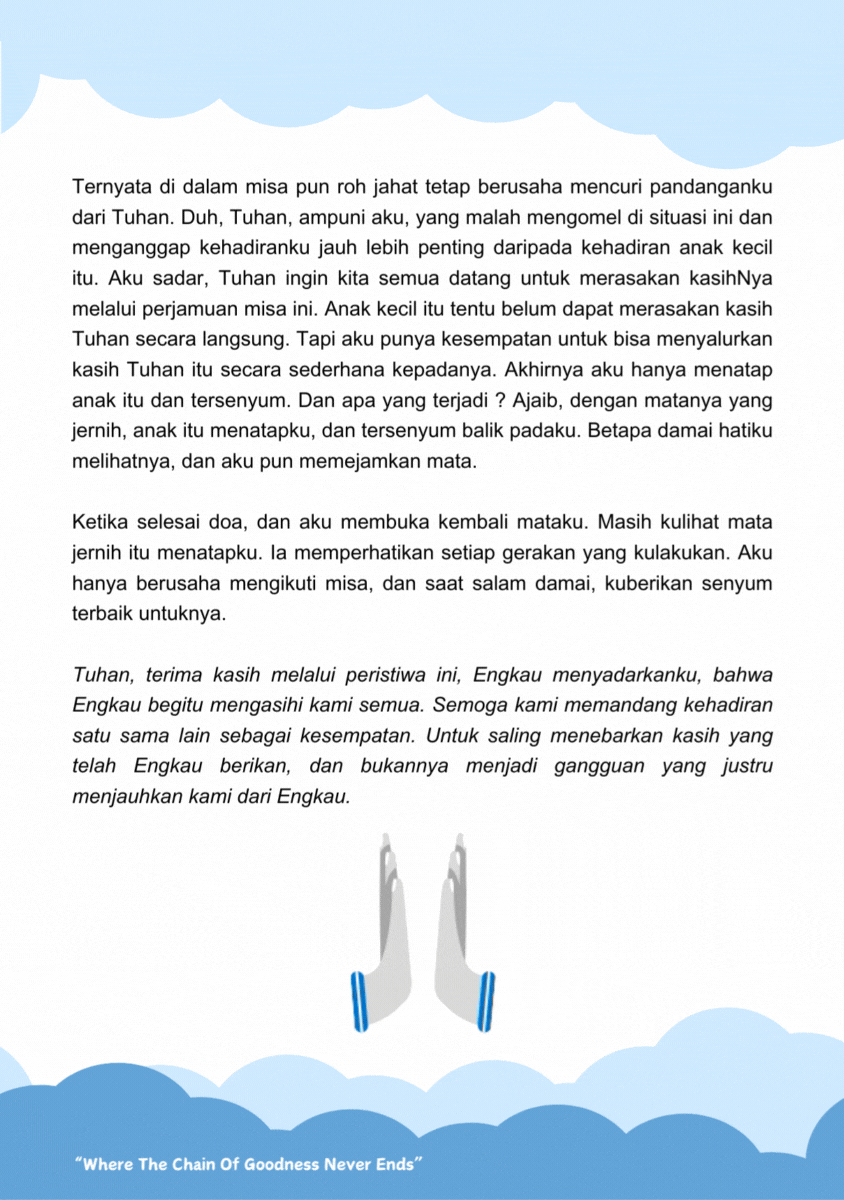 Ternyata di dalam misa pun roh jahat tetap berusaha mencuri pandanganku
dari Tuhan. Duh, Tuhan, ampuni aku, yang malah mengomel di situasi ini dan
menganggap kehadiranku jauh lebih penting daripada kehadiran anak kecil
itu. Aku sadar, Tuhan ingin kita semua datang untuk merasakan kasihNya
melalui perjamuan misa ini. Anak kecil itu tentu belum dapat merasakan kasih
Tuhan secara langsung. Tapi aku punya kesempatan untuk bisa menyalurkan
kasih Tuhan itu secara sederhana kepadanya. Akhirnya aku hanya menatap
anak itu dan tersenyum. Dan apa yang terjadi ? Ajaib, dengan matanya yang
jernih, anak itu menatapku, dan tersenyum balik padaku. Betapa damai hatiku
melihatnya, dan aku pun memejamkan mata.
Ketika selesai doa, dan aku membuka kembali mataku. Masih kulihat mata
jernih itu menatapku. Ia memperhatikan setiap gerakan yang kulakukan. Aku
hanya berusaha mengikuti misa, dan saat salam damai, kuberikan senyum
terbaik untuknya.
Tuhan, terima kasih melalui peristiwa ini, Engkau menyadarkanku, bahwa
Engkau begitu mengasihi kami semua. Semoga kami memandang kehadiran
satu sama lain sebagai kesempatan. Untuk saling menebarkan kasih yang
telah Engkau berikan, dan bukannya menjadi gangguan yang justru
menjauhkan kami dari Engkau.
“Where The Chain Of Goodness Never Ends”